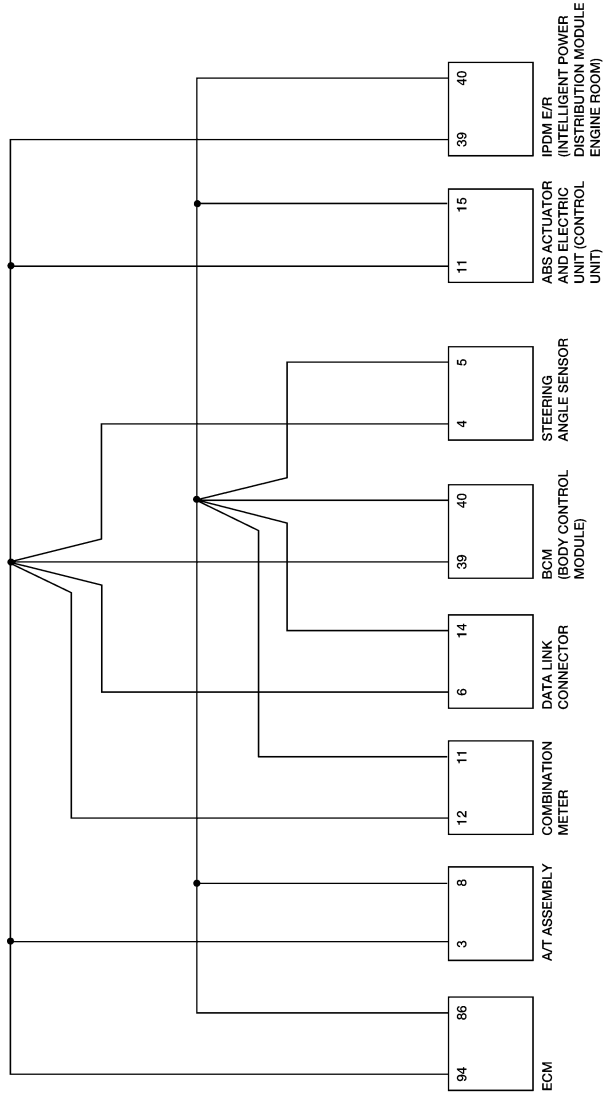 94
86
ECM
3
8
A/T ASSEMBLY
12
11
COMBINATION
METER
6
14
DATA LINK
CONNECTOR
39
40
BCM
(BODY CONTROL
MODULE)
4
5
STEERING
ANGLE SENSOR
11
15
ABS ACTUATOR
AND ELECTRIC
UNIT (CONTROL
UNIT)
39
40
IPDM E/R
(INTELLIGENT POWER
DISTRIBUTION MODULE
ENGINE ROOM)